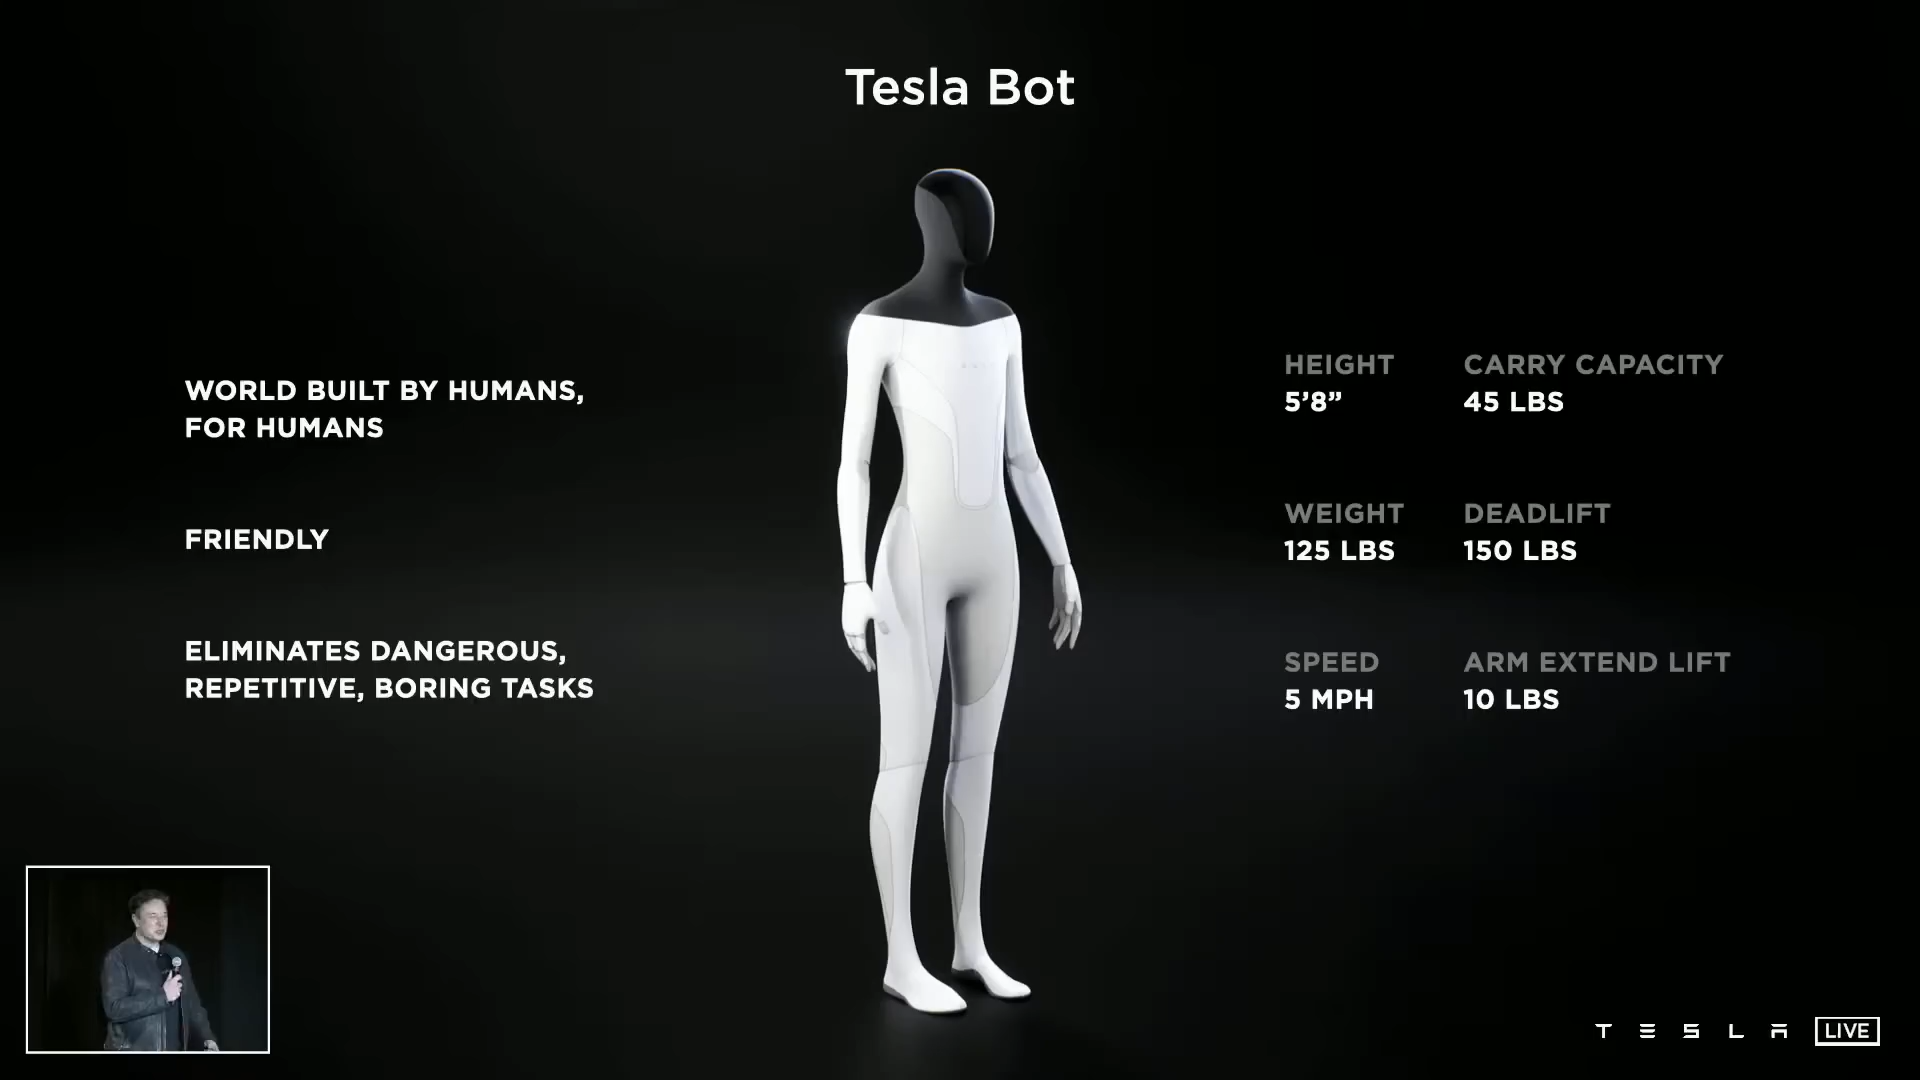 Tesla Bot
WORLD BUILT BY HUMANS,
FOR HUMANS
FRIENDLY
ELIMINATES DANGEROUS,
REPETITIVE, BORING TASKS
HEIGHT
5’8”
CARRY CAPACITY
45 LBS
WEIGHT
125 LBS
DEADLIFT
150 LBS
SPEED
5 MPH
ARM EXTEND LIFT
10 LBS
TESLA LIVE